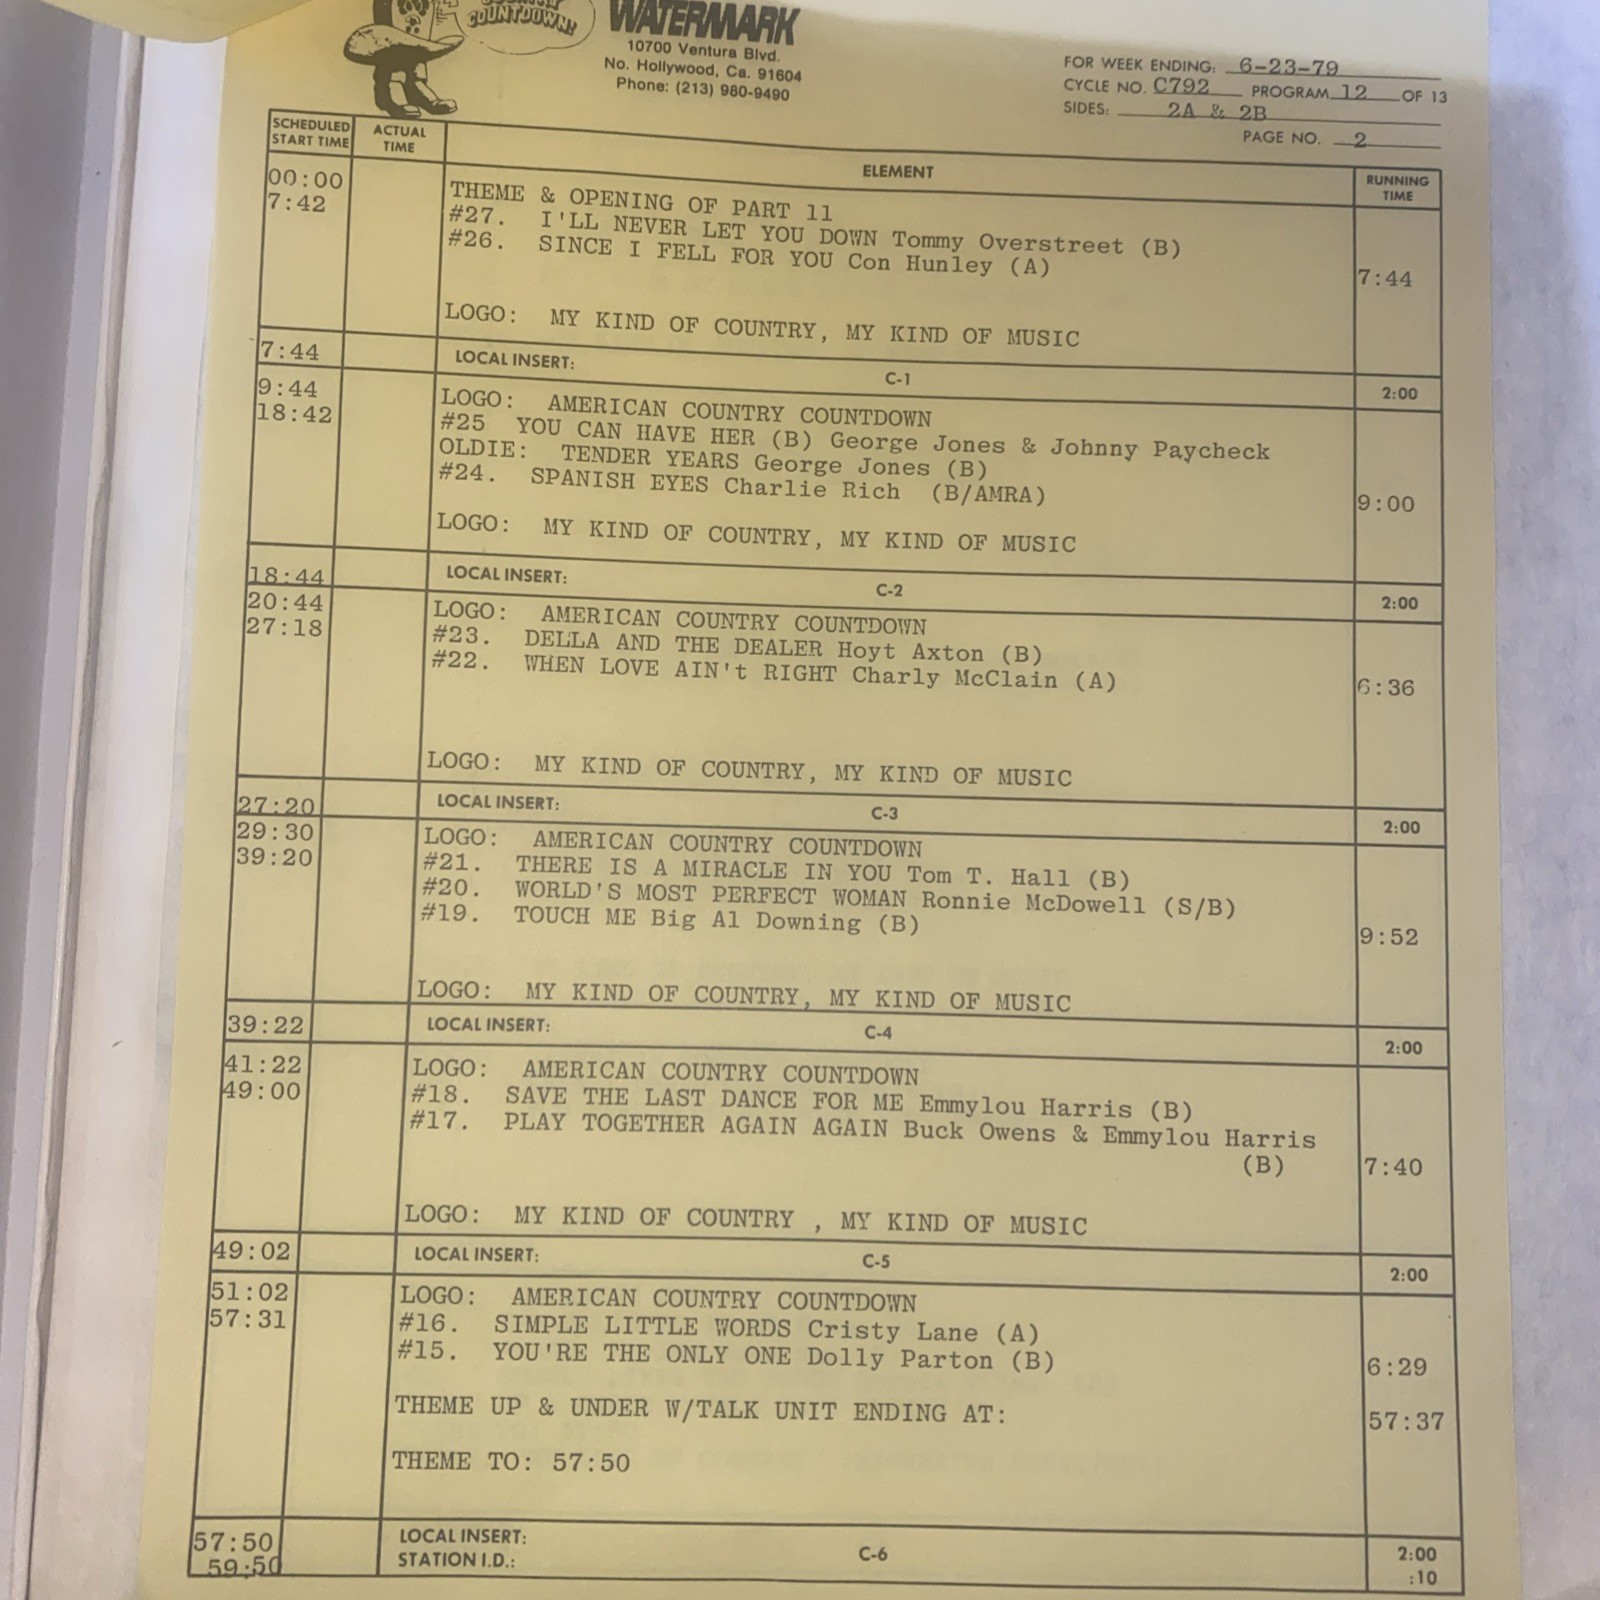 COUNTDOWN!
WATERMARK
10700 Ventura Blvd.
No. Hollywood, Ca. 91604
Phone: (213) 980-9490
FOR WEEK ENDING: 6-23-79
CYCLE NO. C792 PROGRAM 12 OF 13
SIDES: 2A & 2B
PAGE NO. 2
SCHEDULED START TIME ACTUAL TIME ELEMENT RUNNING TIME
00:00 THEME & OPENING OF PART 11
7:42 #27. I'LL NEVER LET YOU DOWN Tommy Overstreet (B)
#26. SINCE I FELL FOR YOU Con Hunley (A) 7:44
LOGO: MY KIND OF COUNTRY, MY KIND OF MUSIC
7:44 LOCAL INSERT: C-1 2:00
9:44 LOGO: AMERICAN COUNTRY COUNTDOWN
18:42 #25 YOU CAN HAVE HER (B) George Jones & Johnny Paycheck
OLDIE: TENDER YEARS George Jones (B)
#24. SPANISH EYES Charlie Rich (B/AMRA) 9:00
LOGO: MY KIND OF COUNTRY, MY KIND OF MUSIC
18:44 LOCAL INSERT: C-2 2:00
20:44 LOGO: AMERICAN COUNTRY COUNTDOWN
27:18 #23. DELLA AND THE DEALER Hoyt Axton (B)
#22. WHEN LOVE AIN't RIGHT Charly McClain (A) 6:36
LOGO: MY KIND OF COUNTRY, MY KIND OF MUSIC
27:20 LOCAL INSERT: C-3 2:00
29:30 LOGO: AMERICAN COUNTRY COUNTDOWN
39:20 #21. THERE IS A MIRACLE IN YOU Tom T. Hall (B)
#20. WORLD'S MOST PERFECT WOMAN Ronnie McDowell (S/B)
#19. TOUCH ME Big Al Downing (B) 9:52
LOGO: MY KIND OF COUNTRY, MY KIND OF MUSIC
39:22 LOCAL INSERT: C-4 2:00
41:22 LOGO: AMERICAN COUNTRY COUNTDOWN
49:00 #18. SAVE THE LAST DANCE FOR ME Emmylou Harris (B)
#17. PLAY TOGETHER AGAIN AGAIN Buck Owens & Emmylou Harris
(B) 7:40
LOGO: MY KIND OF COUNTRY , MY KIND OF MUSIC
49:02 LOCAL INSERT: C-5 2:00
51:02 LOGO: AMERICAN COUNTRY COUNTDOWN
57:31 #16. SIMPLE LITTLE WORDS Cristy Lane (A)
#15. YOU'RE THE ONLY ONE Dolly Parton (B) 6:29
THEME UP & UNDER W/TALK UNIT ENDING AT: 57:37
THEME TO: 57:50
57:50 LOCAL INSERT: C-6 2:00
59:50 STATION I.D.: :10